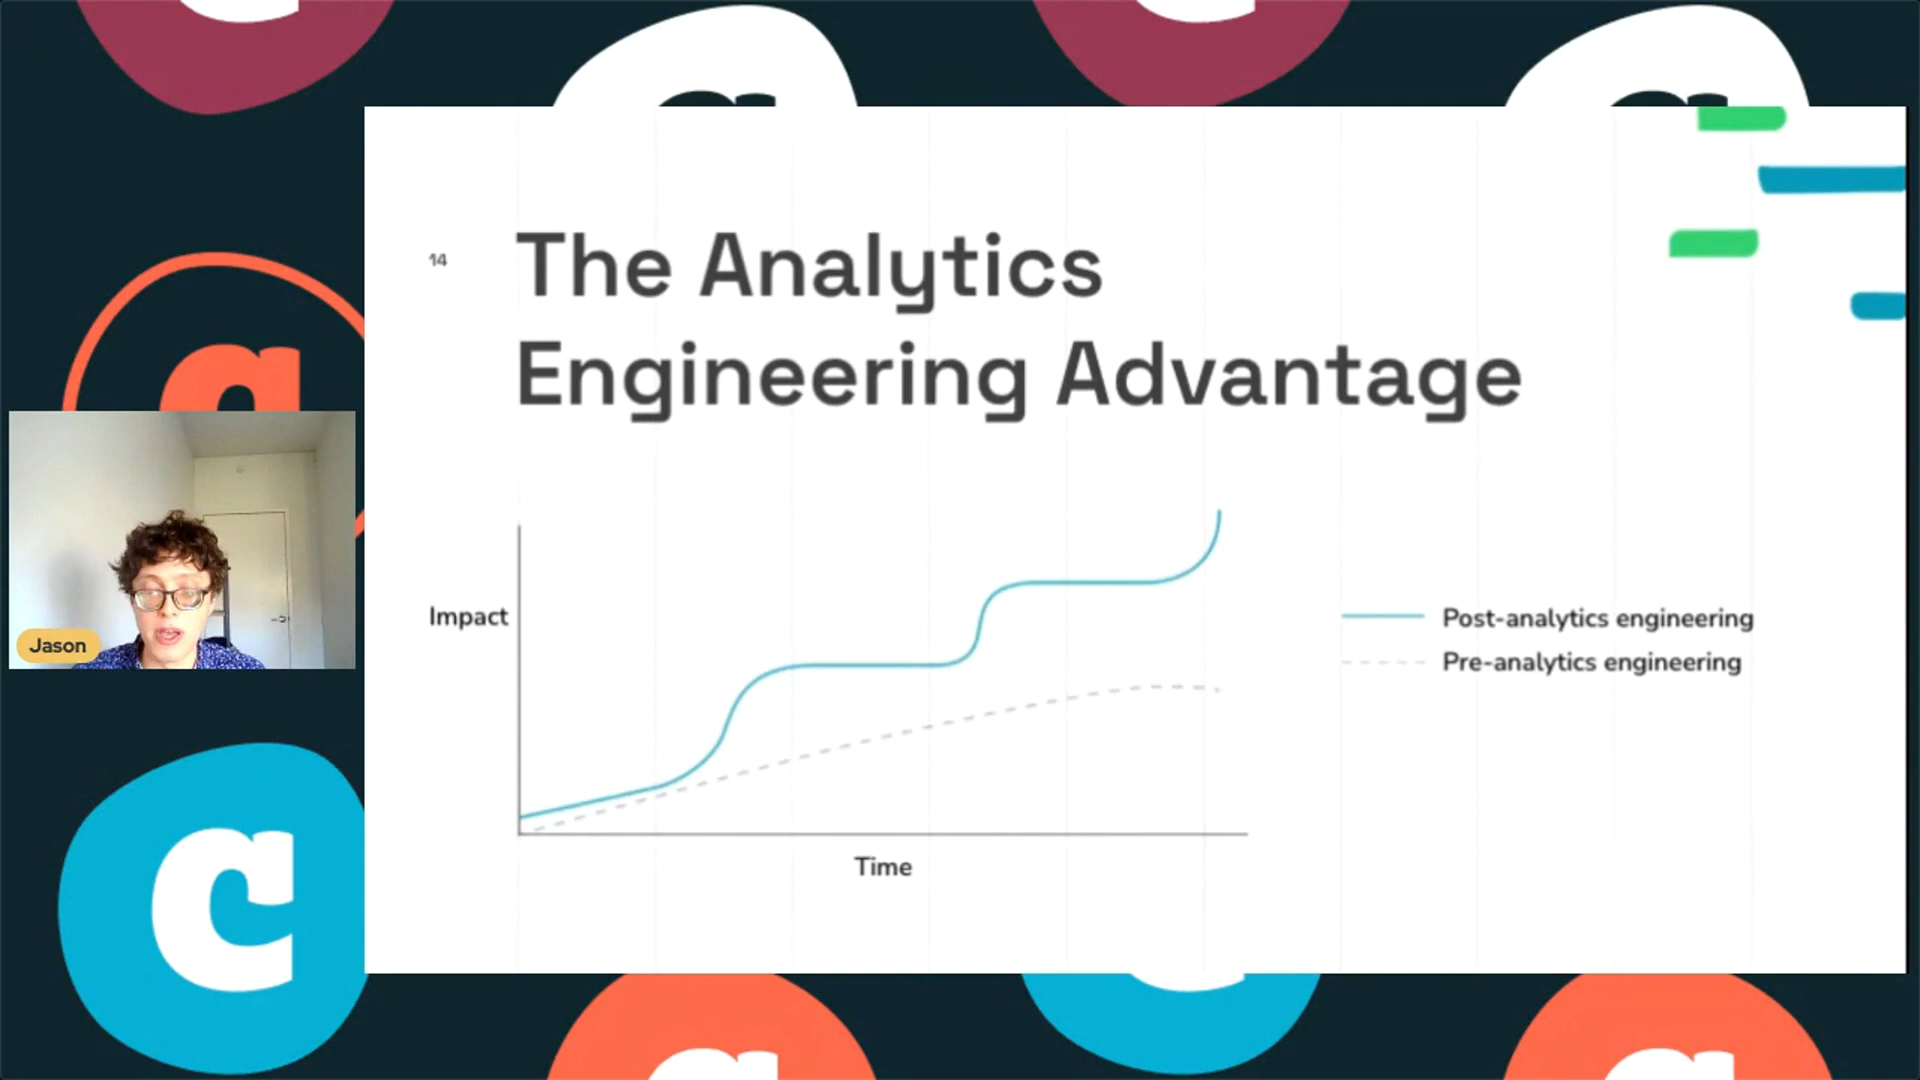 14
The Analytics
Engineering Advantage
Impact
Post-analytics engineering
Pre-analytics engineering
Jason
Time